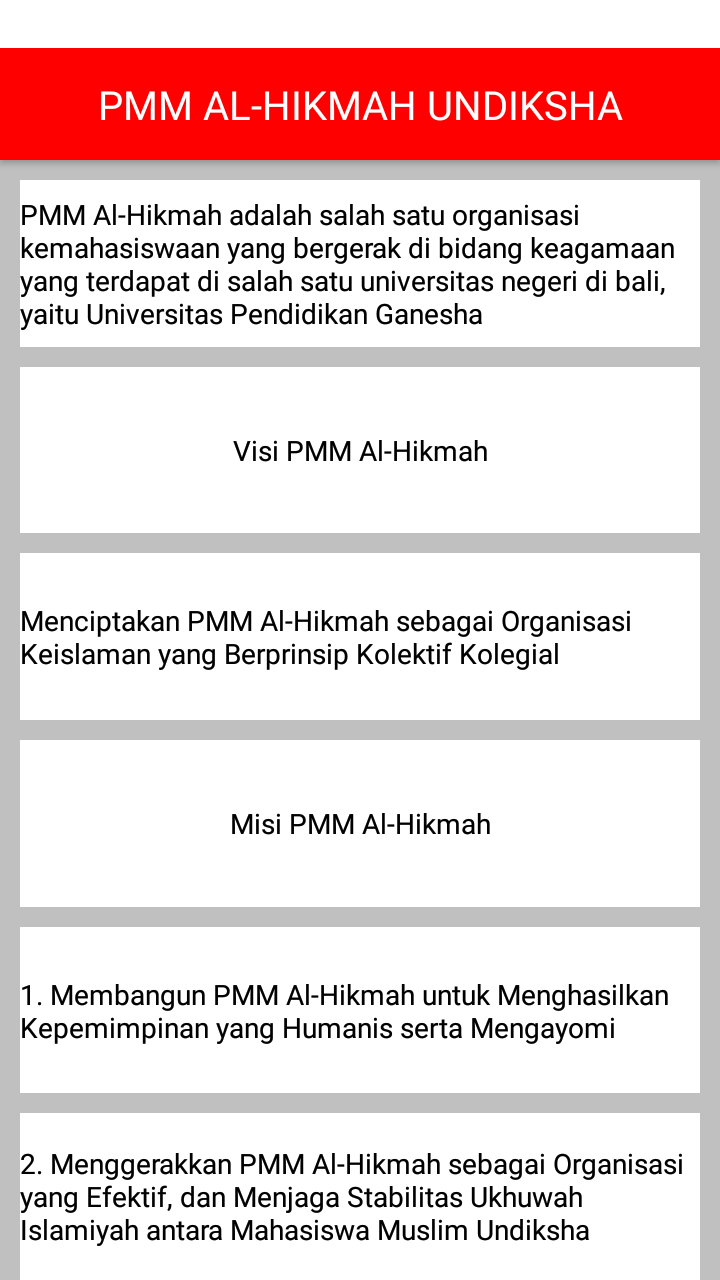 PMM AL-HIKMAH UNDIKSHA
PMM Al-Hikmah adalah salah satu organisasi
kemahasiswaan yang bergerak di bidang keagamaan
yang terdapat di salah satu universitas negeri di bali,
yaitu Universitas Pendidikan Ganesha
Visi PMM Al-Hikmah
Menciptakan PMM Al-Hikmah sebagai Organisasi
Keislaman yang Berprinsip Kolektif Kolegial
Misi PMM Al-Hikmah
1. Membangun PMM Al-Hikmah untuk Menghasilkan
Kepemimpinan yang Humanis serta Mengayomi
2. Menggerakkan PMM Al-Hikmah sebagai Organisasi
yang Efektif, dan Menjaga Stabilitas Ukhuwah
Islamiyah antara Mahasiswa Muslim Undiksha